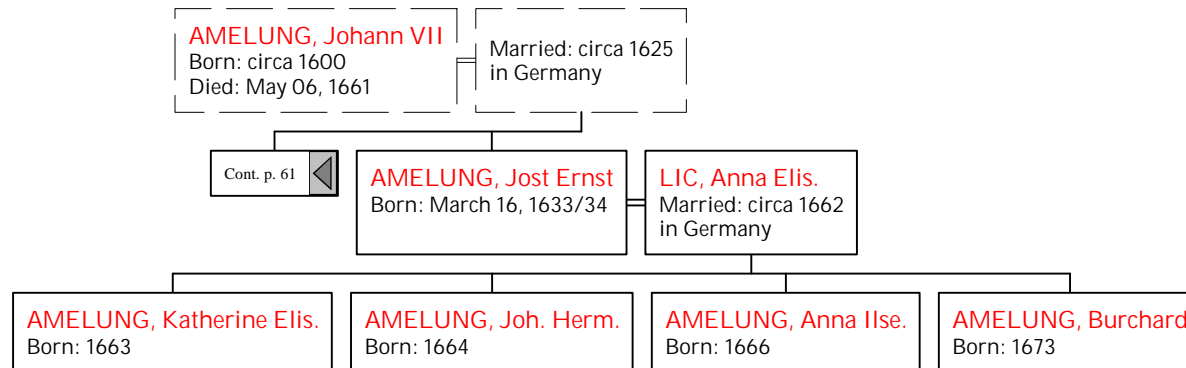 AMELUNG, Johann VII
Born: circa 1600
Died: May 06, 1661
Married: circa 1625
in Germany
Cont. p. 61
AMELUNG, Jost Ernst
Born: March 16, 1633/34
LIC, Anna Elis.
Married: circa 1662
in Germany
AMELUNG, Katherine Elis.
Born: 1663
AMELUNG, Joh. Herm.
Born: 1664
AMELUNG, Anna Ilse.
Born: 1666
AMELUNG, Burchard
Born: 1673